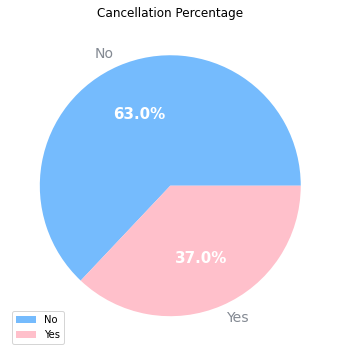 Cancellation Percentage
No
63.0%
37.0%
Yes
No
Yes